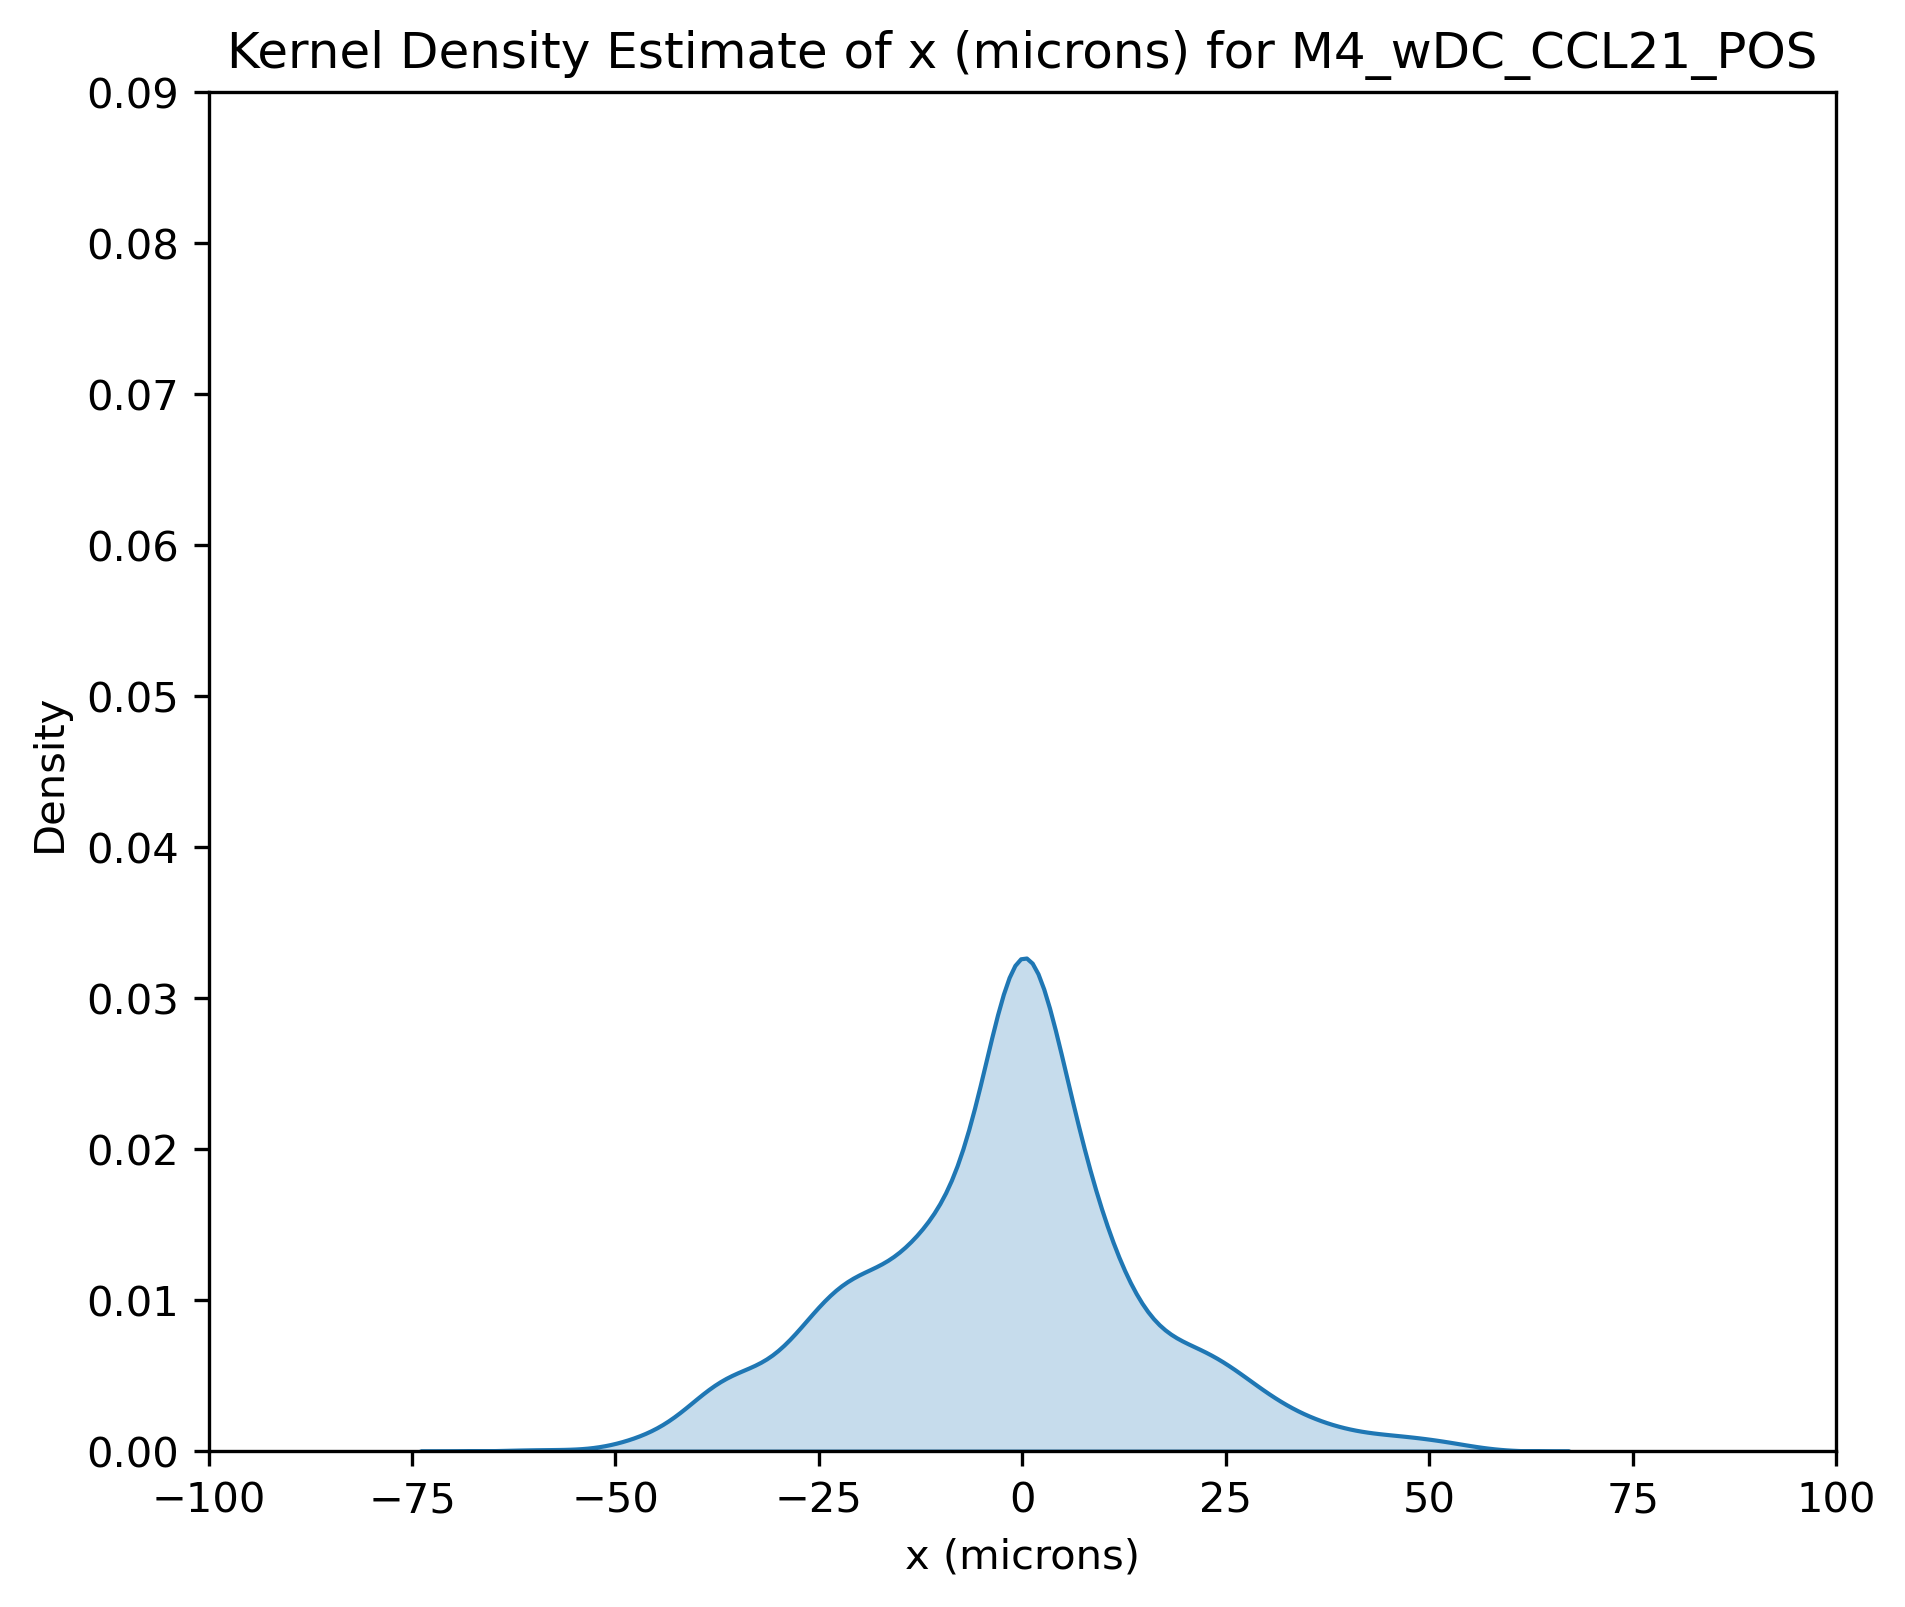 Kernel Density Estimate of x (microns) for M4_wDC_CCL21_POS
0.09
0.08
0.07
0.06
0.05
0.04
0.03
0.02
0.01
0.00
Density
−100 −75 −50 −25 0 25 50 75 100
x (microns)